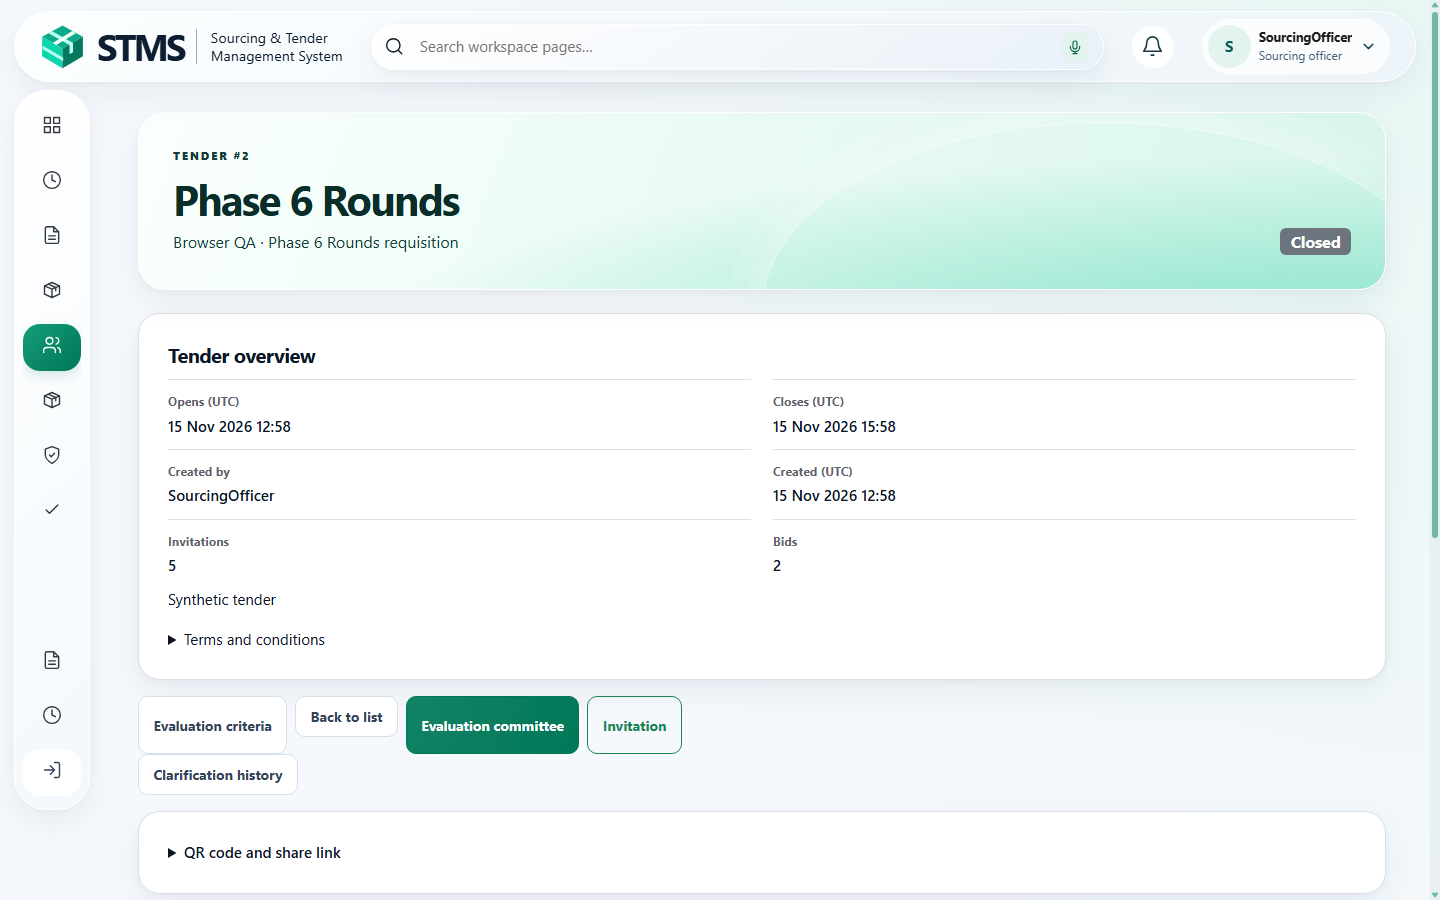 STMS
Sourcing & Tender
Management System
Search workspace pages...
S
SourcingOfficer
Sourcing officer
TENDER #2
Phase 6 Rounds
Browser QA · Phase 6 Rounds requisition
Closed
Tender overview
Opens (UTC)
15 Nov 2026 12:58
Closes (UTC)
15 Nov 2026 15:58
Created by
SourcingOfficer
Created (UTC)
15 Nov 2026 12:58
Invitations
5
Bids
2
Synthetic tender
Terms and conditions
Evaluation criteria
Back to list
Evaluation committee
Invitation
Clarification history
QR code and share link